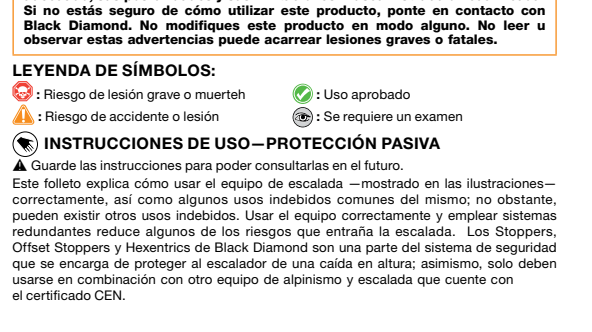 Si no estás seguro de cómo utilizar este producto, ponte en contacto con
Black Diamond. No modifiques este producto en modo alguno. No leer u
observar estas advertencias puede acarrear lesiones graves o fatales.
LEYENDA DE SÍMBOLOS:
: Riesgo de lesión grave o muerteh
: Uso aprobado
: Riesgo de accidente o lesión
: Se requiere un examen
INSTRUCCIONES DE USO—PROTECCIÓN PASIVA
Guarde las instrucciones para poder consultarlas en el futuro.
Este folleto explica cómo usar el equipo de escalada —mostrado en las ilustraciones—
correctamente, así como algunos usos indebidos comunes del mismo; no obstante,
pueden existir otros usos indebidos. Usar el equipo correctamente y emplear sistemas
redundantes reduce algunos de los riesgos que entraña la escalada. Los Stoppers,
Offset Stoppers y Hexentrics de Black Diamond son una parte del sistema de seguridad
que se encarga de proteger al escalador de una caída en altura; asimismo, solo deben
usarse en combinación con otro equipo de alpinismo y escalada que cuente con
el certificado CEN.